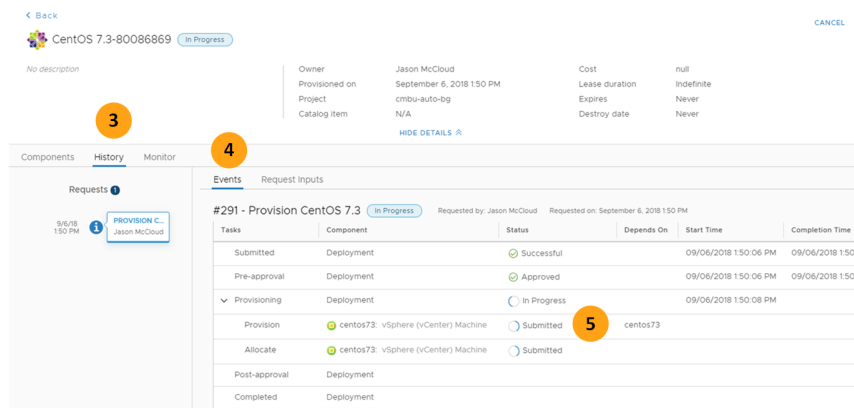 Back
CANCEL
CentOS 7.3-80086869 In Progress
No description
Owner Jason McCloud Cost null
Provisioned on September 6, 2018 1:50 PM Lease duration Indefinite
Project cmbu-auto-bg Expires Never
Catalog item N/A Destroy date Never
HIDE DETAILS
3
4
Components History Monitor
Events Request Inputs
Requests 1
9/6/18
1:50 PM
PROVISION C...
Jason McCloud
#291 - Provision CentOS 7.3 In Progress Requested by: Jason McCloud Requested on: September 6, 2018 1:50 PM
Tasks Component Status Depends On Start Time Completion Time
Submitted Deployment Successful 09/06/2018 1:50:06 PM 09/06/2018 1:50
Pre-approval Deployment Approved 09/06/2018 1:50:06 PM 09/06/2018 1:50
Provisioning Deployment In Progress 09/06/2018 1:50:08 PM
Provision centos73: vSphere (vCenter) Machine Submitted 5 centos73
Allocate centos73: vSphere (vCenter) Machine Submitted
Post-approval Deployment
Completed Deployment